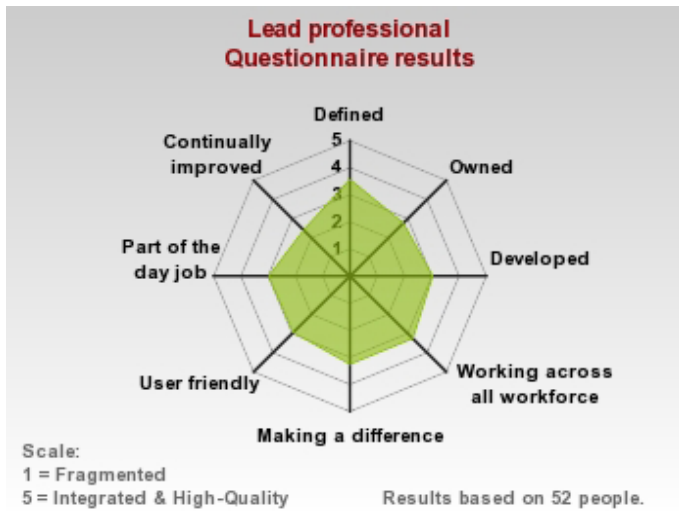 Lead professional
Questionnaire results
Defined
Continually
improved
5
4
3
2
1
Owned
Part of the
day job
Developed
User friendly
Working across
all workforce
Making a difference
Scale:
1 = Fragmented
5 = Integrated & High-Quality
Results based on 52 people.